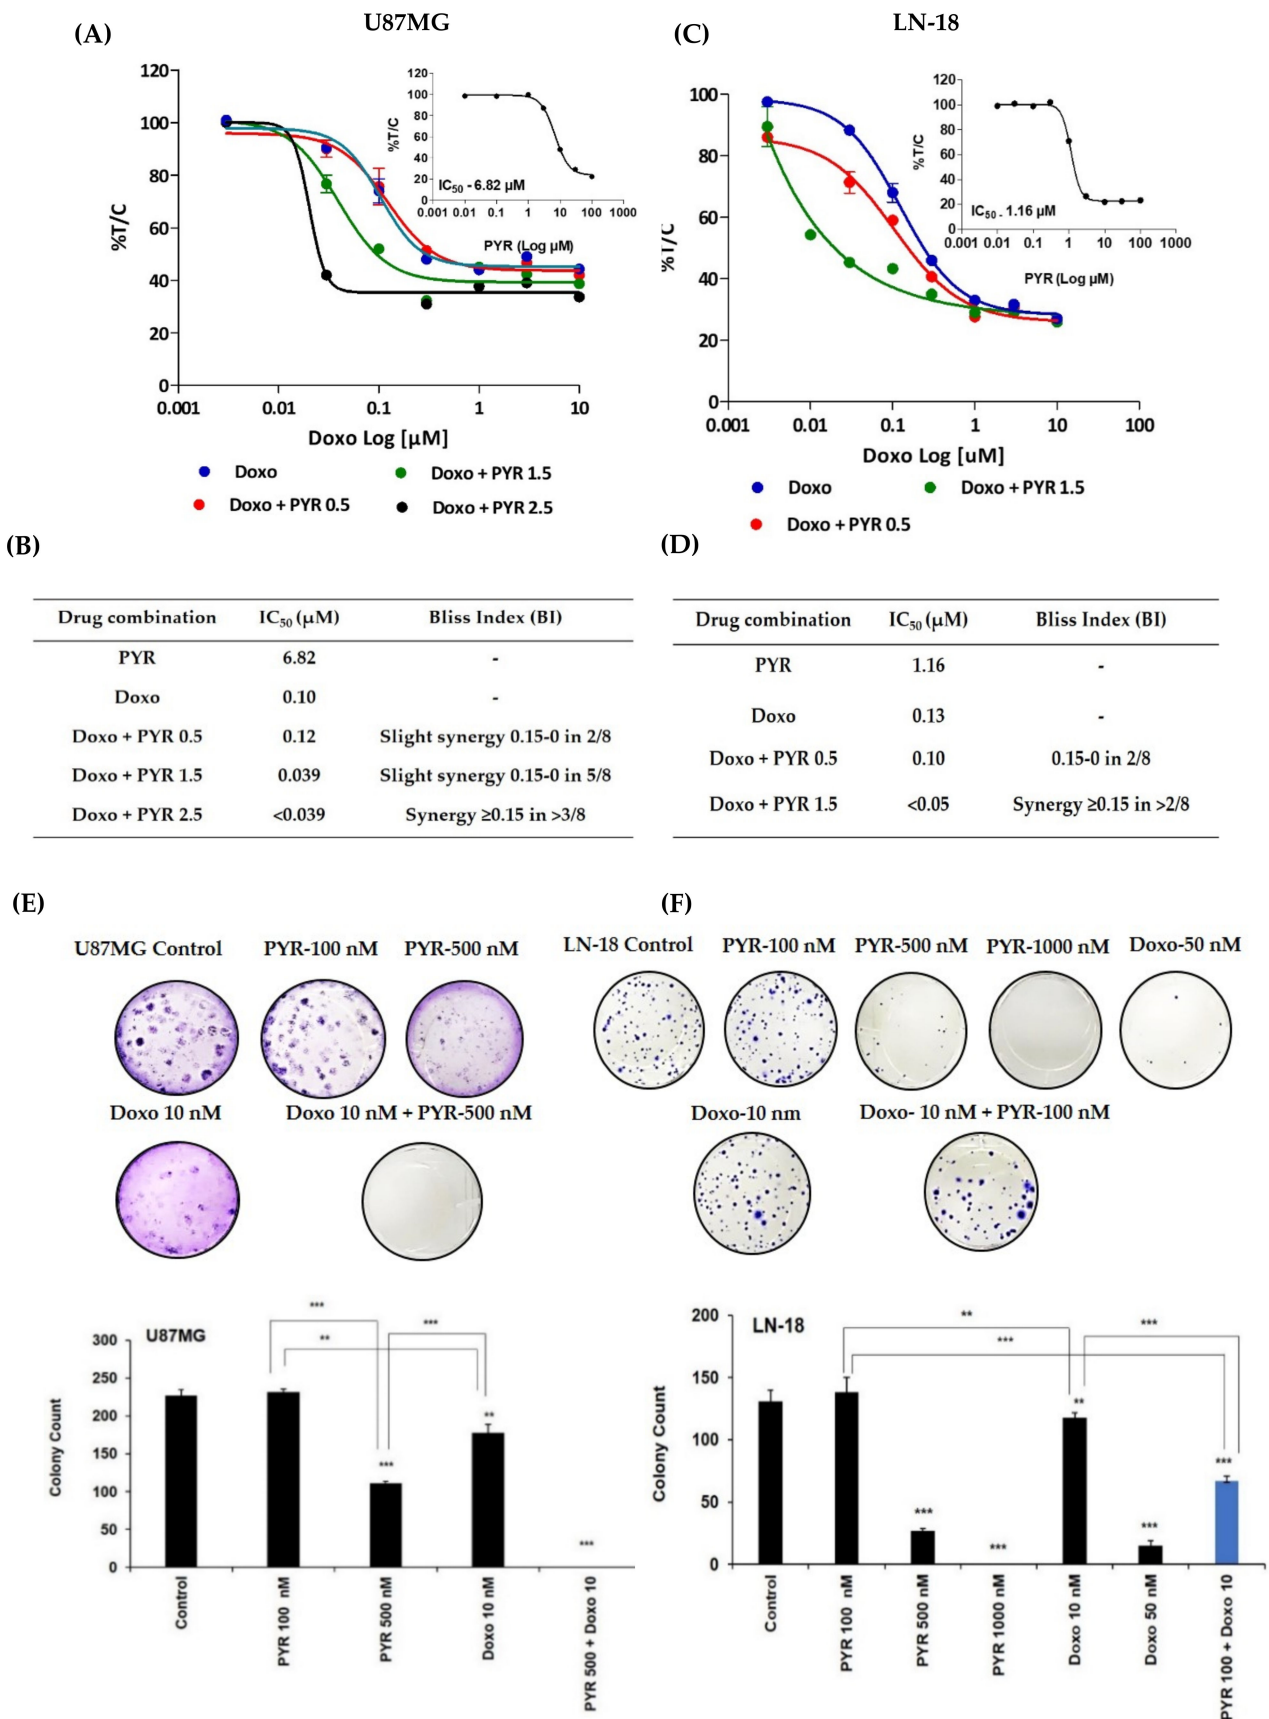 (A)
U87MG
120
100
80
60
40
20
0
%T/C
0.001
0.01
0.1
1
10
Doxo Log [µM]
120
100
80
60
40
20
0
%T/C
IC50 - 6.82 µM
0.001 0.01 0.1 1 10 100 1000
PYR (Log µM)
Doxo
Doxo + PYR 1.5
Doxo + PYR 0.5
Doxo + PYR 2.5
(C)
LN-18
100
80
60
40
20
0
%T/C
0.001
0.01
0.1
1
10
100
Doxo Log [uM]
120
100
80
60
40
20
0
%T/C
IC50 - 1.16 µM
0.001 0.01 0.1 1 10 100 1000
PYR (Log µM)
Doxo
Doxo + PYR 1.5
Doxo + PYR 0.5
(B)
Drug combination IC50 (µM) Bliss Index (BI)
PYR 6.82 -
Doxo 0.10 -
Doxo + PYR 0.5 0.12 Slight synergy 0.15-0 in 2/8
Doxo + PYR 1.5 0.039 Slight synergy 0.15-0 in 5/8
Doxo + PYR 2.5 <0.039 Synergy ≥0.15 in >3/8
(D)
Drug combination IC50 (µM) Bliss Index (BI)
PYR 1.16 -
Doxo 0.13 -
Doxo + PYR 0.5 0.10 0.15-0 in 2/8
Doxo + PYR 1.5 <0.05 Synergy ≥0.15 in >2/8
(E)
U87MG Control PYR-100 nM PYR-500 nM
Doxo 10 nM Doxo 10 nM + PYR-500 nM
U87MG
300
250
200
150
100
50
0
Colony Count
***
**
***
***
**
***
Control
PYR 100 nM
PYR 500 nM
Doxo 10 nM
PYR 500 + Doxo 10
(F)
LN-18 Control PYR-100 nM PYR-500 nM PYR-1000 nM Doxo-50 nM
Doxo-10 nm Doxo- 10 nM + PYR-100 nM
LN-18
200
150
100
50
0
Colony Count
**
***
***
***
***
**
***
***
Control
PYR 100 nM
PYR 500 nM
PYR 1000 nM
Doxo 10 nM
Doxo 50 nM
PYR 100 + Doxo 10